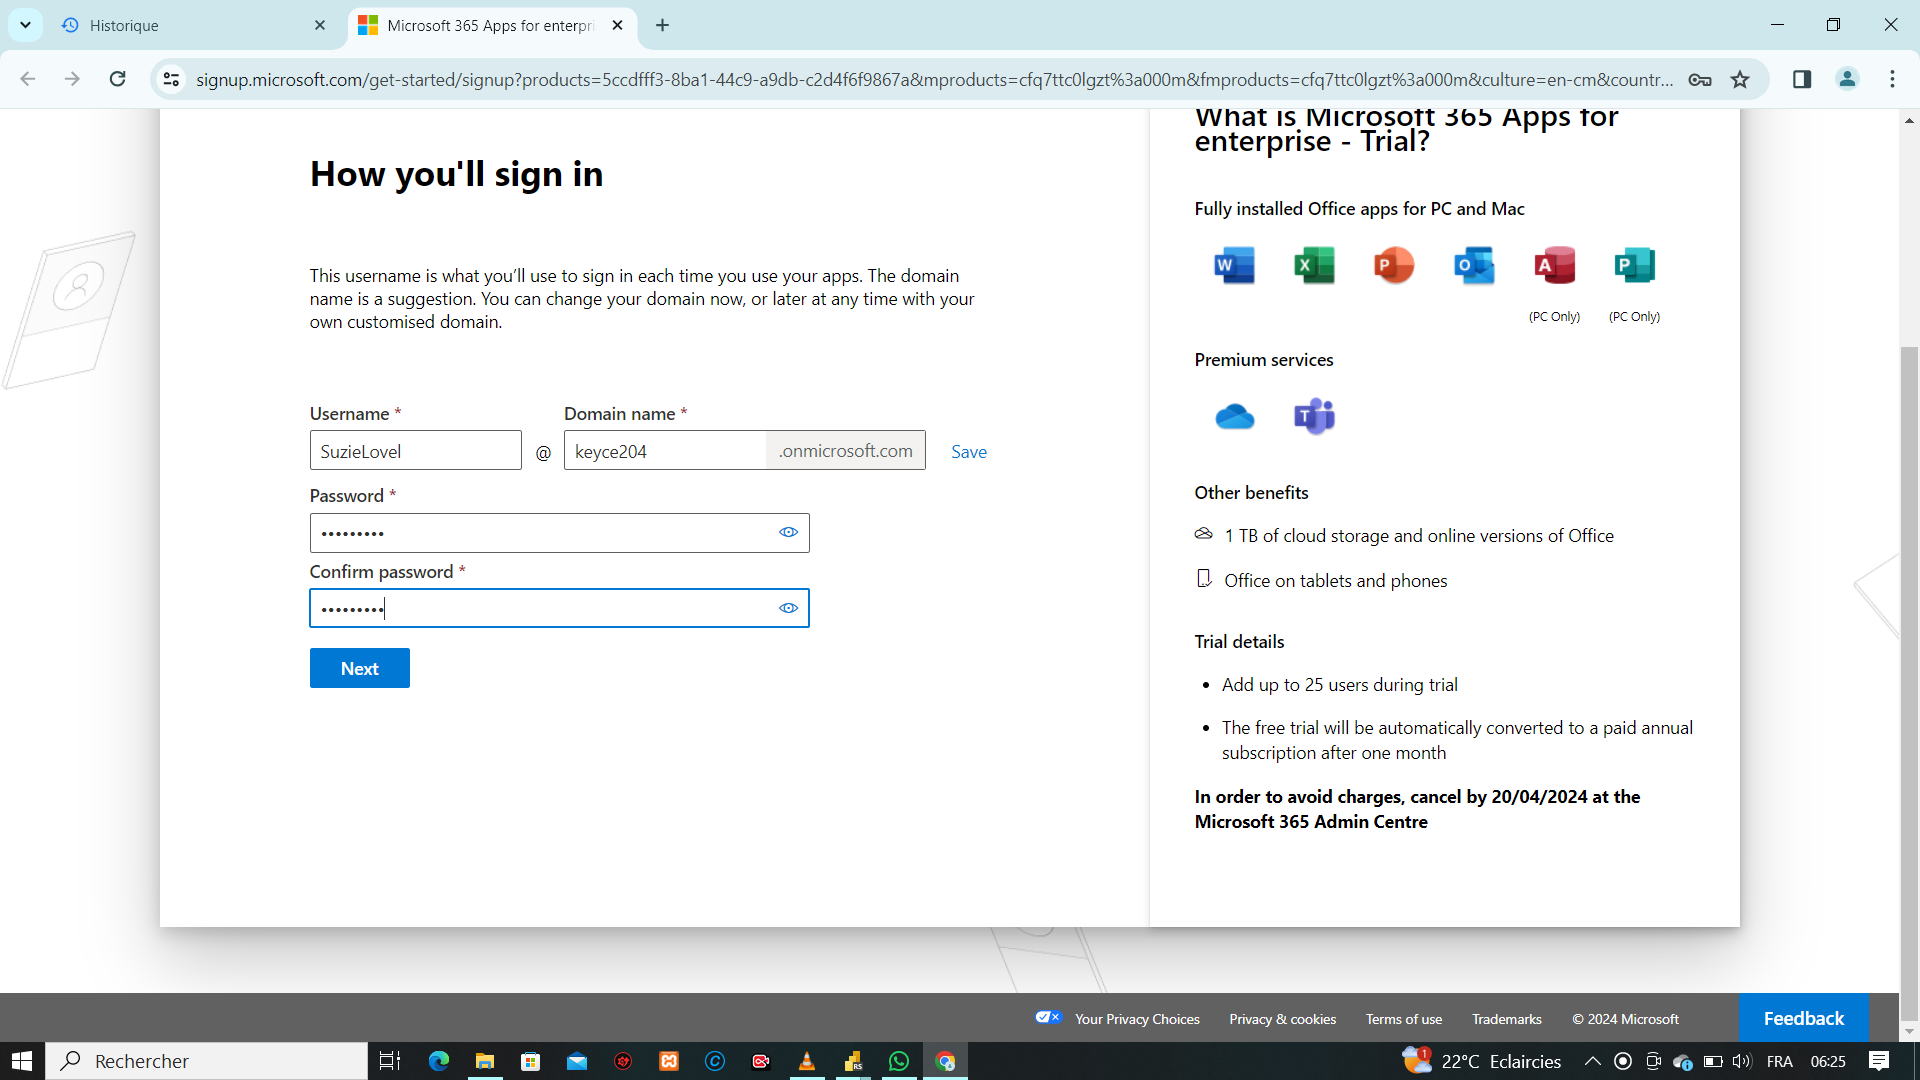 Historique
Microsoft 365 Apps for enterpri
signup.microsoft.com/get-started/signup?products=5ccdfff3-8ba1-44c9-a9db-c2d4f6f9867a&mproducts=cfq7ttc0lgzt%3a000m&fmproducts=cfq7ttc0lgzt%3a000m&culture=en-cm&countr...
How you'll sign in
This username is what you’ll use to sign in each time you use your apps. The domain
name is a suggestion. You can change your domain now, or later at any time with your
own customised domain.
Username *
Domain name *
SuzieLovel
@
keyce204
.onmicrosoft.com
Save
Password *
•••••••••
Confirm password *
•••••••••
Next
What is Microsoft 365 Apps for
enterprise - Trial?
Fully installed Office apps for PC and Mac
W
X
P
O
A
P
(PC Only)
(PC Only)
Premium services
T
Other benefits
1 TB of cloud storage and online versions of Office
Office on tablets and phones
Trial details
• Add up to 25 users during trial
• The free trial will be automatically converted to a paid annual
subscription after one month
In order to avoid charges, cancel by 20/04/2024 at the
Microsoft 365 Admin Centre
Your Privacy Choices
Privacy & cookies
Terms of use
Trademarks
© 2024 Microsoft
Feedback
Rechercher
RS
1
22°C Eclaircies
FRA
06:25